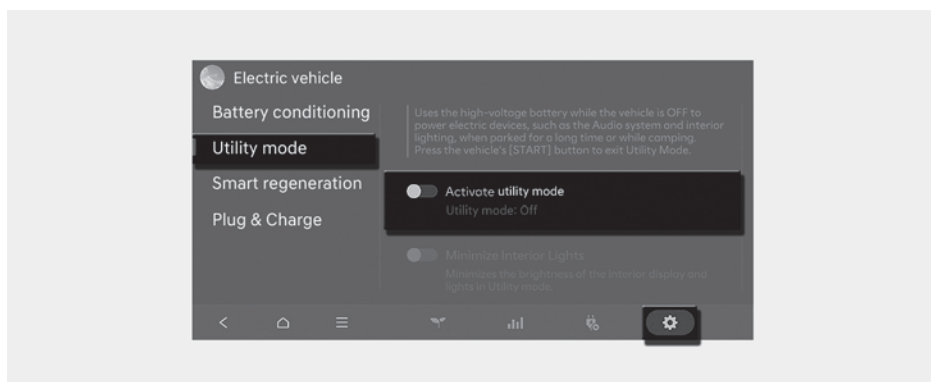 Electric vehicle
Battery conditioning
Utility mode
Smart regeneration
Plug & Charge
Uses the high-voltage battery while the vehicle is OFF to
power electric devices, such as the Audio system and interior
lighting, when parked for a long time or while camping.
Press the vehicle's [START] button to exit Utility Mode.
Activate utility mode
Utility mode: Off
Minimize Interior Lights
Minimizes the brightness of the interior display and
lights in Utility mode.